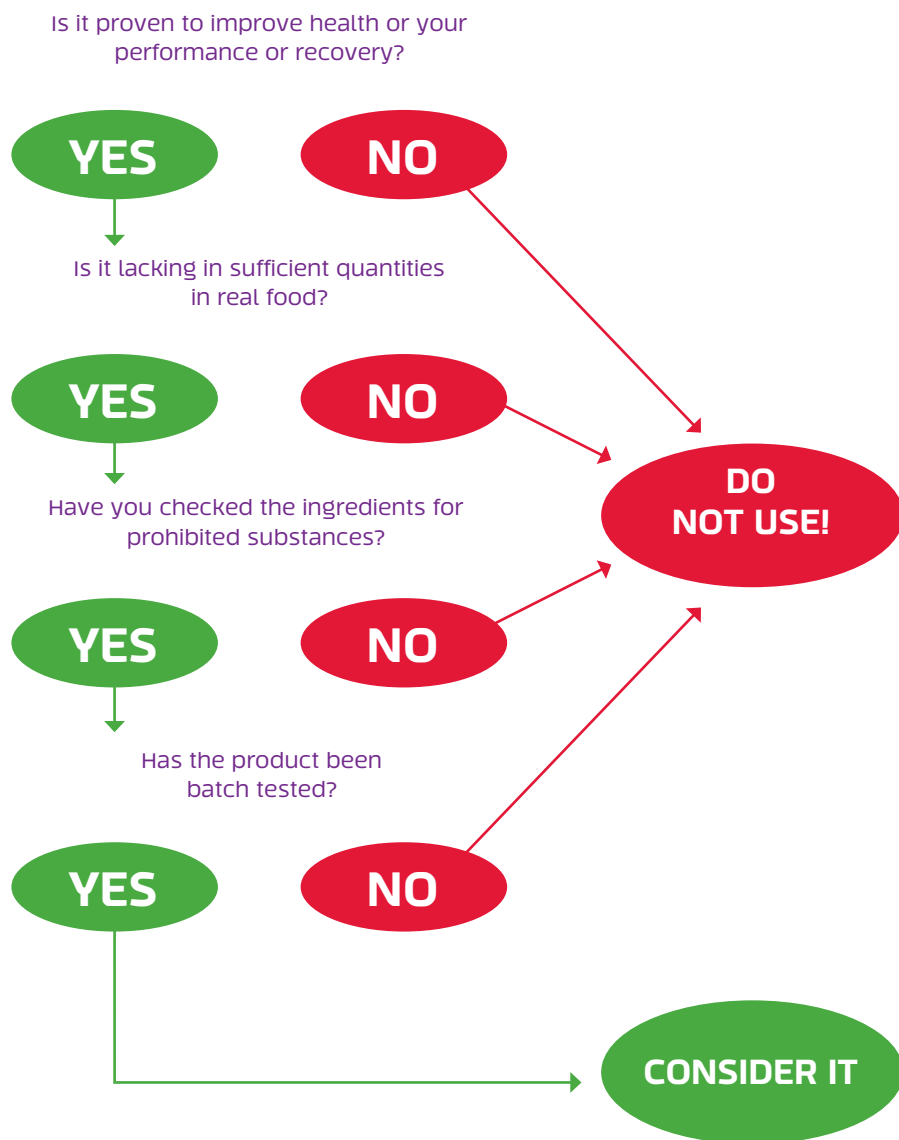 Is it proven to improve health or your
performance or recovery?
YES
NO
Is it lacking in sufficient quantities
in real food?
YES
NO
DO
NOT USE!
Have you checked the ingredients for
prohibited substances?
YES
NO
Has the product been
batch tested?
YES
NO
CONSIDER IT